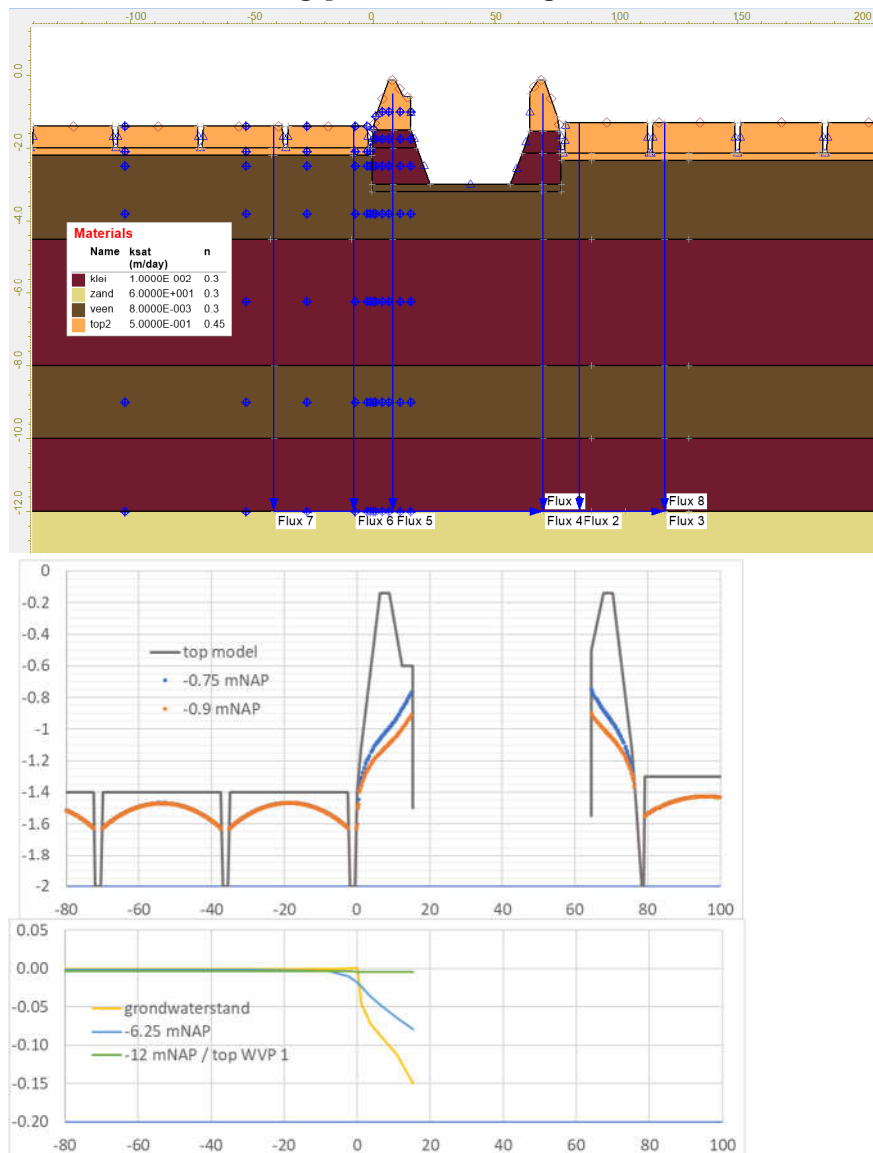 -100 -50 0 50 100 150 200
0.0
-2.0
-4.0
-6.0
-8.0
-10.0
-12.0
Materials
Name ksat n
(m/day)
klei 1.0000E 002 0.3
zand 6.0000E+001 0.3
veen 8.0000E-003 0.3
top2 5.0000E-001 0.45
Flux Flux 8
Flux 7 Flux 6 Flux 5 Flux 4 Flux 2 Flux 3
0
-0.2
-0.4
-0.6
-0.8
-1
-1.2
-1.4
-1.6
-1.8
-2
top model
-0.75 mNAP
-0.9 mNAP
-80 -60 -40 -20 0 20 40 60 80 100
0.05
0.00
-0.05
-0.10
-0.15
-0.20
grondwaterstand
-6.25 mNAP
-12 mNAP / top WVP 1
-80 -60 -40 -20 0 20 40 60 80 100